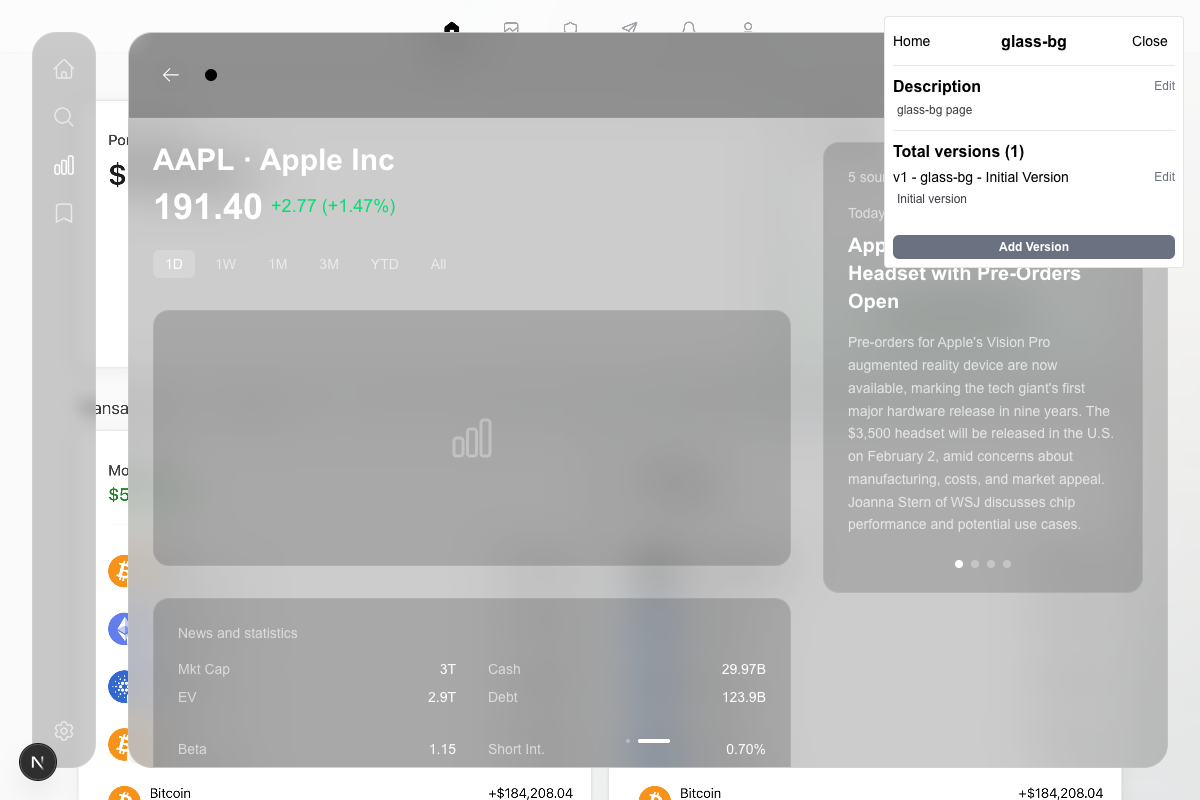 Home
glass-bg
Close
Description
Edit
glass-bg page
Total versions (1)
v1 - glass-bg - Initial Version
Edit
Initial version
Add Version
AAPL · Apple Inc
191.40 +2.77 (+1.47%)
1D 1W 1M 3M YTD All
5
Today
Headset with Pre-Orders
Open
Pre-orders for Apple's Vision Pro
augmented reality device are now
available, marking the tech giant's first
major hardware release in nine years. The
$3,500 headset will be released in the U.S.
on February 2, amid concerns about
manufacturing, costs, and market appeal.
Joanna Stern of WSJ discusses chip
performance and potential use cases.
News and statistics
Mkt Cap 3T Cash 29.97B
EV 2.9T Debt 123.9B
Beta 1.15 Short Int. 0.70%
N
Bitcoin +$184,208.04
Bitcoin +$184,208.04